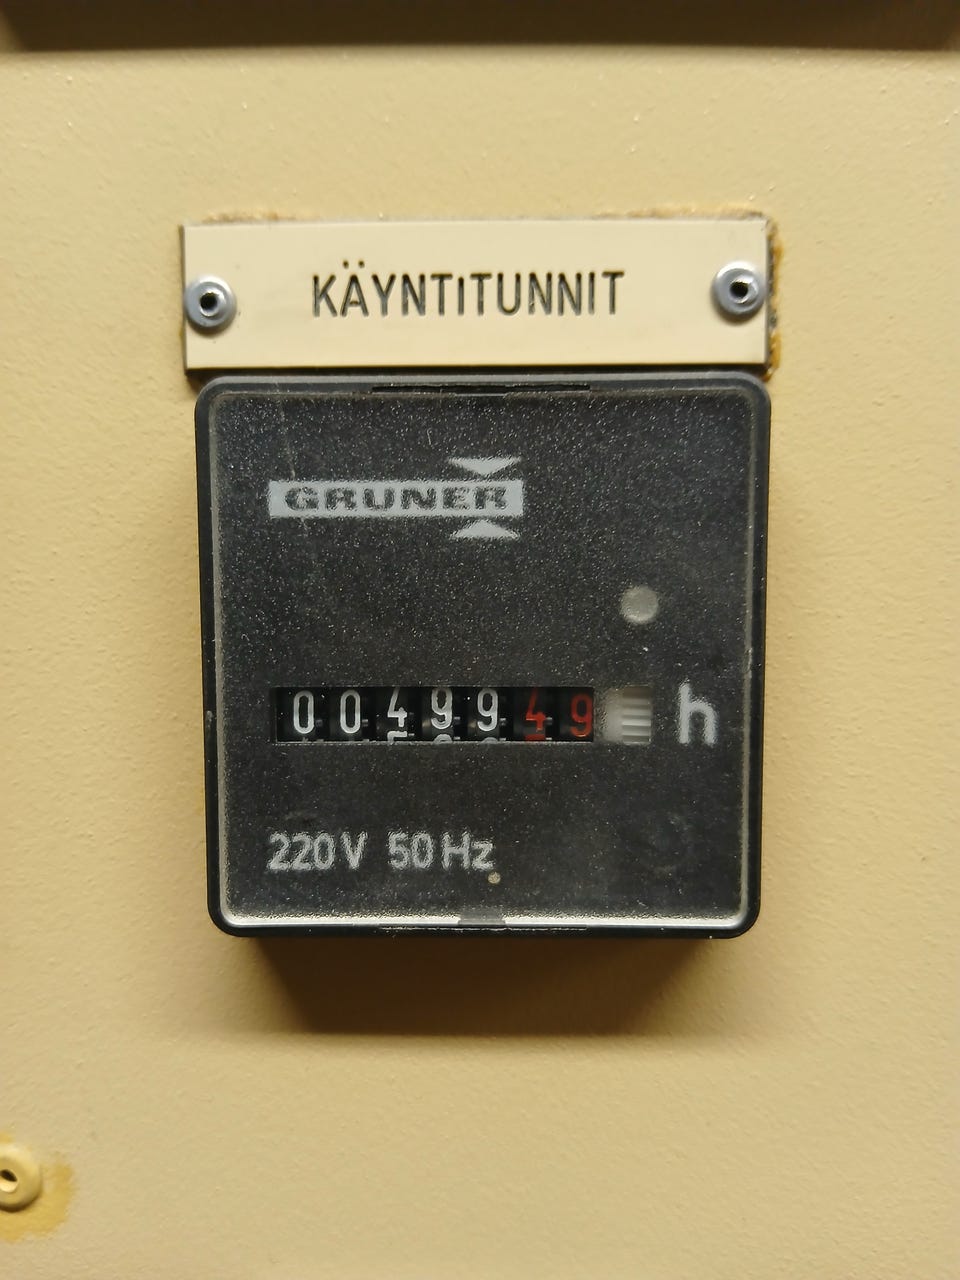 KÄYNTITUNNIT
GRUNER
0049949 h
220V 50Hz